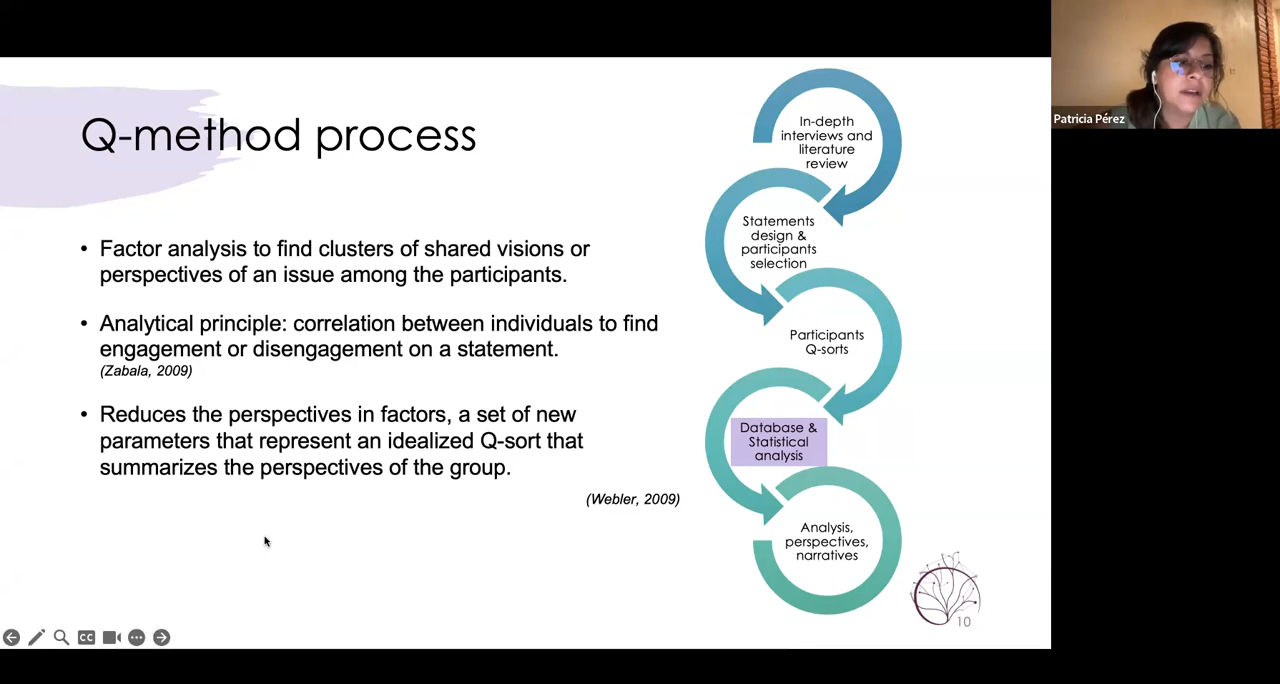 Q-method process
• Factor analysis to find clusters of shared visions or
perspectives of an issue among the participants.
• Analytical principle: correlation between individuals to find
engagement or disengagement on a statement.
(Zabala, 2009)
• Reduces the perspectives in factors, a set of new
parameters that represent an idealized Q-sort that
summarizes the perspectives of the group.
(Webler, 2009)
In-depth
interviews and
literature
review
Statements
design &
participants
selection
Participants
Q-sorts
Database &
Statistical
analysis
Analysis,
perspectives,
narratives
10
CC
Patricia Pérez